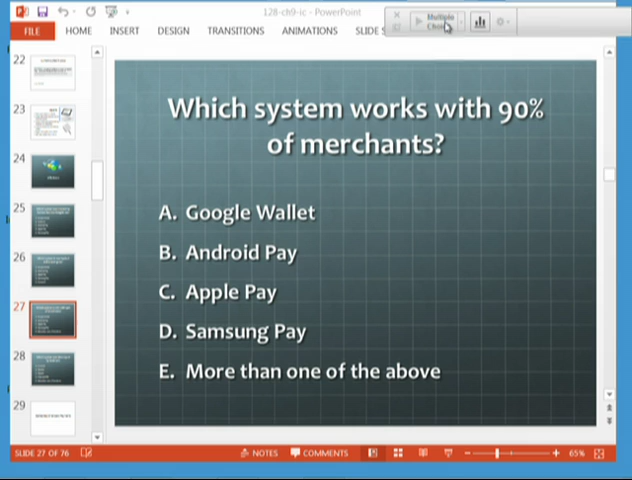 128-ch9-ic - PowerPoint
Multiple
FILE
HOME
INSERT
DESIGN
TRANSITIONS
ANIMATIONS
SLIDE S
22
23
24
25
26
27
28
29
Which system works with 90%
of merchants?
A. Google Wallet
B. Android Pay
C. Apple Pay
D. Samsung Pay
E. More than one of the above
SLIDE 27 OF 76
NOTES
COMMENTS
65%